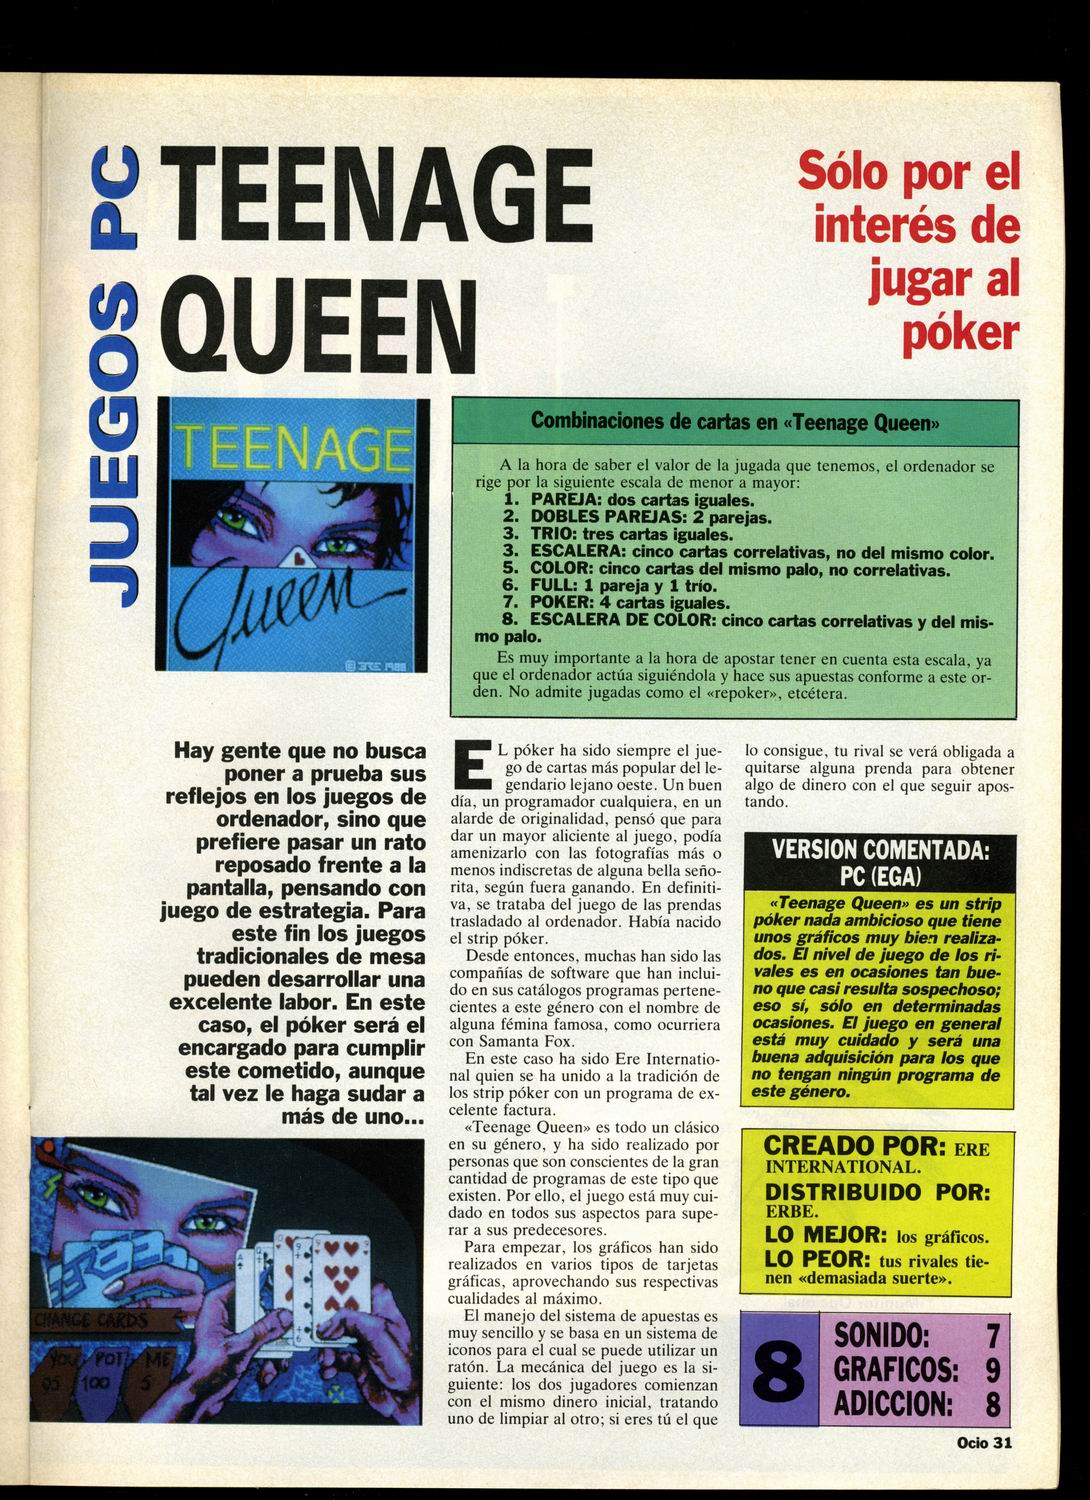 JUEGOS PC
TEENAGE
QUEEN
Sólo por el
interés de
jugar al
póker
TEENAGE
Queen
© ERE 1988
Combinaciones de cartas en «Teenage Queen»
A la hora de saber el valor de la jugada que tenemos, el ordenador se
rige por la siguiente escala de menor a mayor:
1. PAREJA: dos cartas iguales.
2. DOBLES PAREJAS: 2 parejas.
3. TRIO: tres cartas iguales.
3. ESCALERA: cinco cartas correlativas, no del mismo color.
5. COLOR: cinco cartas del mismo palo, no correlativas.
6. FULL: 1 pareja y 1 trío.
7. POKER: 4 cartas iguales.
8. ESCALERA DE COLOR: cinco cartas correlativas y del mis-
mo palo.
Es muy importante a la hora de apostar tener en cuenta esta escala, ya
que el ordenador actúa siguiéndola y hace sus apuestas conforme a este or-
den. No admite jugadas como el «repoker», etcétera.
Hay gente que no busca
poner a prueba sus
reflejos en los juegos de
ordenador, sino que
prefiere pasar un rato
reposado frente a la
pantalla, pensando con
juego de estrategia. Para
este fin los juegos
tradicionales de mesa
pueden desarrollar una
excelente labor. En este
caso, el póker será el
encargado para cumplir
este cometido, aunque
tal vez le haga sudar a
más de uno...
CHANGE CARDS
YOU POT ME
95 100 5
EL póker ha sido siempre el jue-
go de cartas más popular del le-
gendario lejano oeste. Un buen
día, un programador cualquiera, en un
alarde de originalidad, pensó que para
dar un mayor aliciente al juego, podía
amenizarlo con las fotografías más o
menos indiscretas de alguna bella seño-
rita, según fuera ganando. En definiti-
va, se trataba del juego de las prendas
trasladado al ordenador. Había nacido
el strip póker.
Desde entonces, muchas han sido las
compañías de software que han inclui-
do en sus catálogos programas pertene-
cientes a este género con el nombre de
alguna fémina famosa, como ocurriera
con Samanta Fox.
En este caso ha sido Ere Internatio-
nal quien se ha unido a la tradición de
los strip póker con un programa de ex-
celente factura.
«Teenage Queen» es todo un clásico
en su género, y ha sido realizado por
personas que son conscientes de la gran
cantidad de programas de este tipo que
existen. Por ello, el juego está muy cui-
dado en todos sus aspectos para supe-
rar a sus predecesores.
Para empezar, los gráficos han sido
realizados en varios tipos de tarjetas
gráficas, aprovechando sus respectivas
cualidades al máximo.
El manejo del sistema de apuestas es
muy sencillo y se basa en un sistema de
iconos para el cual se puede utilizar un
ratón. La mecánica del juego es la si-
guiente: los dos jugadores comienzan
con el mismo dinero inicial, tratando
uno de limpiar al otro; si eres tú el que
lo consigue, tu rival se verá obligada a
quitarse alguna prenda para obtener
algo de dinero con el que seguir apos-
tando.
VERSION COMENTADA:
PC (EGA)
«Teenage Queen» es un strip
póker nada ambicioso que tiene
unos gráficos muy bien realiza-
dos. El nivel de juego de los ri-
vales es en ocasiones tan bue-
no que casi resulta sospechoso;
eso sí, sólo en determinadas
ocasiones. El juego en general
está muy cuidado y será una
buena adquisición para los que
no tengan ningún programa de
este género.
CREADO POR: ERE
INTERNATIONAL.
DISTRIBUIDO POR:
ERBE.
LO MEJOR: los gráficos.
LO PEOR: tus rivales tie-
nen «demasiada suerte».
8
SONIDO: 7
GRAFICOS: 9
ADICCION: 8
Ocio 31